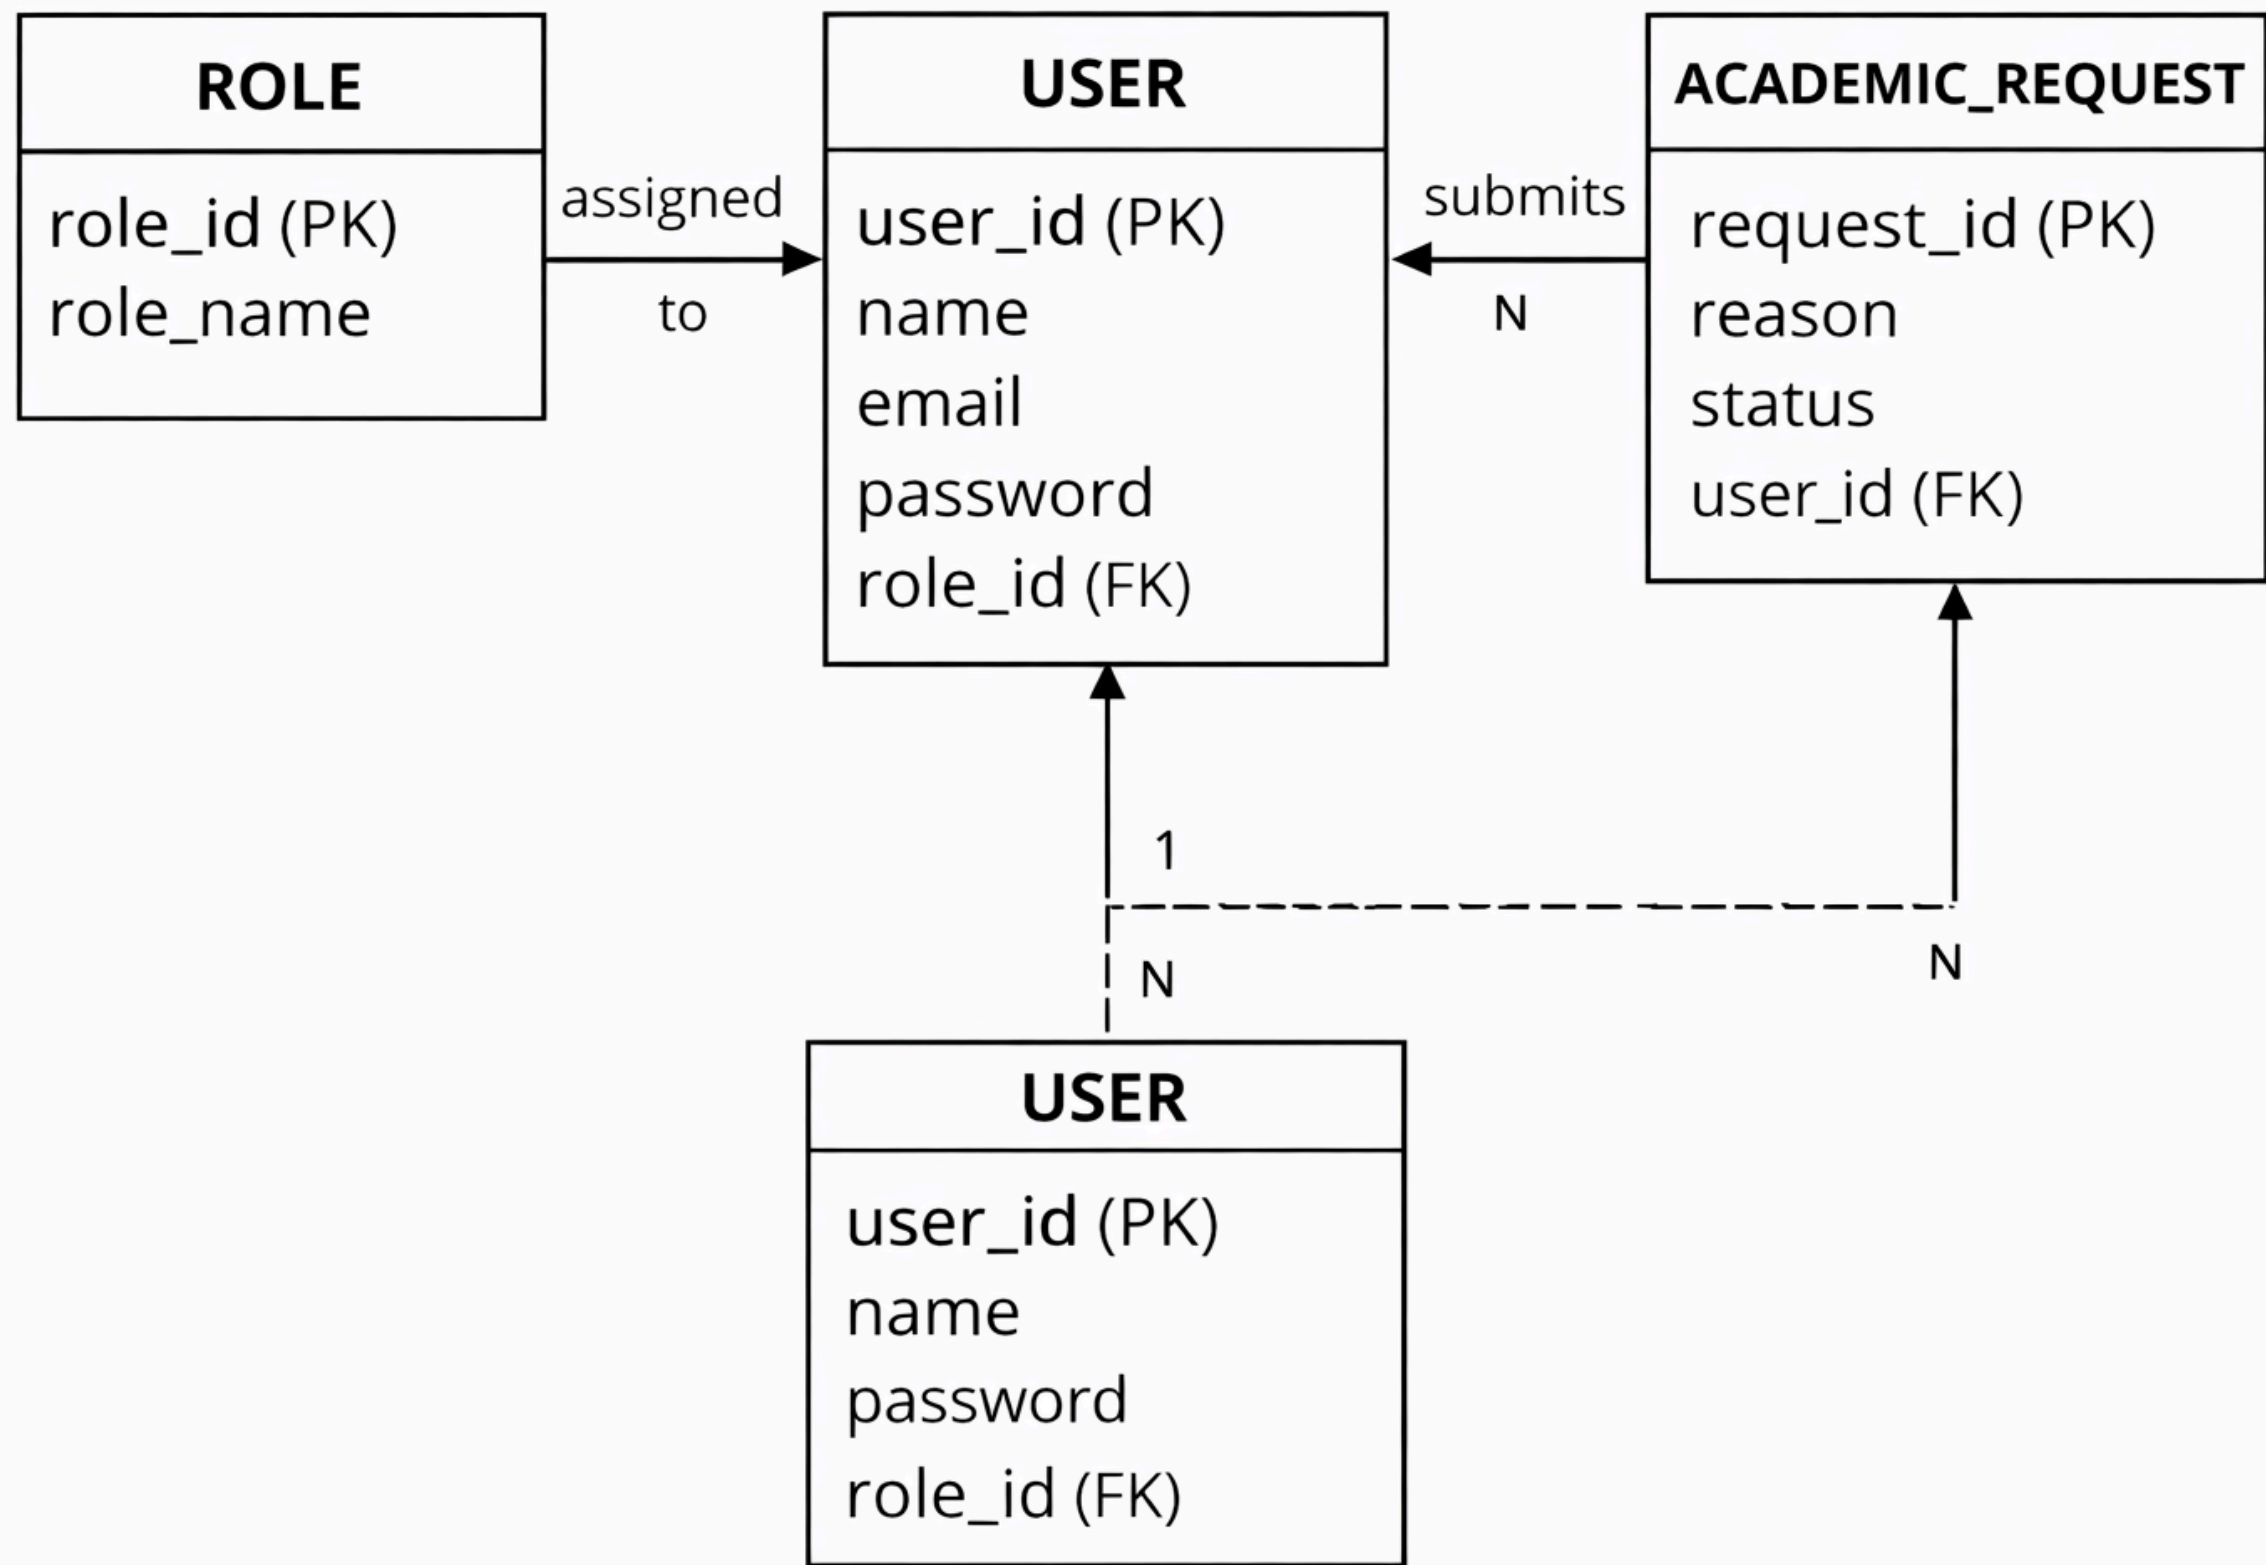 ROLE
role_id (PK)
role_name
assigned
to
USER
user_id (PK)
name
email
password
role_id (FK)
submits
N
ACADEMIC_REQUEST
request_id (PK)
reason
status
user_id (FK)
1
N
N
USER
user_id (PK)
name
password
role_id (FK)